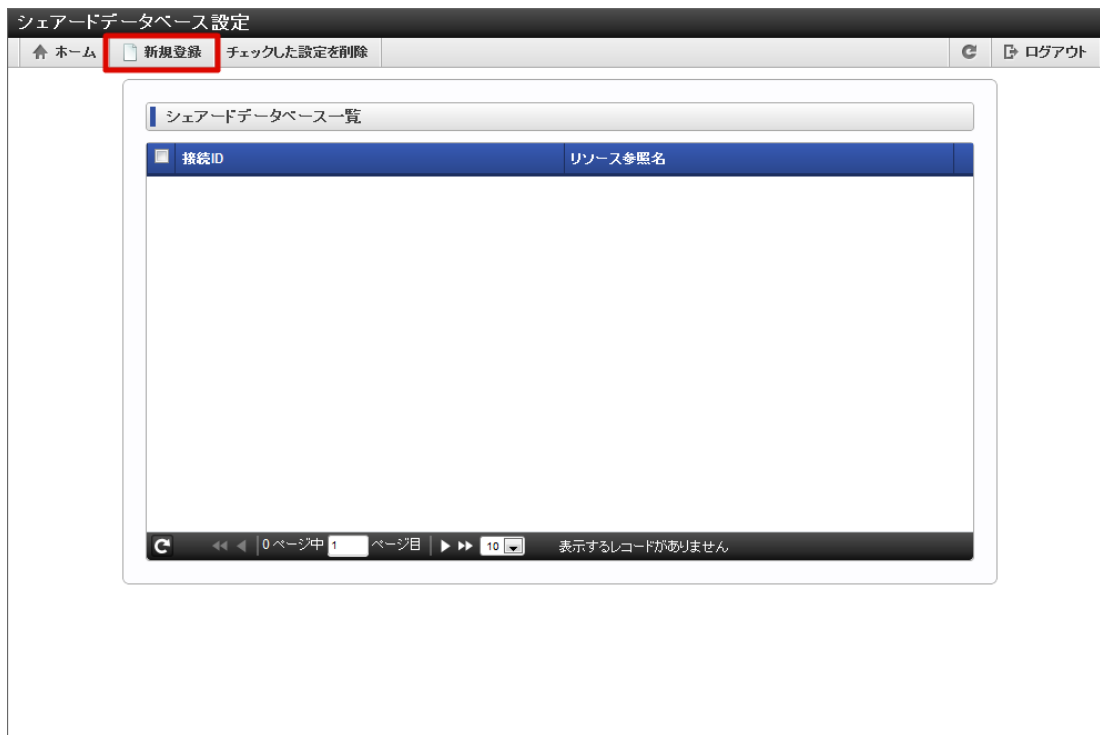 シェアードデータベース設定
ホーム 新規登録 チェックした設定を削除 ログアウト
シェアードデータベース一覧
接続ID リソース参照名
0 ページ中 1 ページ目 10 表示するレコードがありません